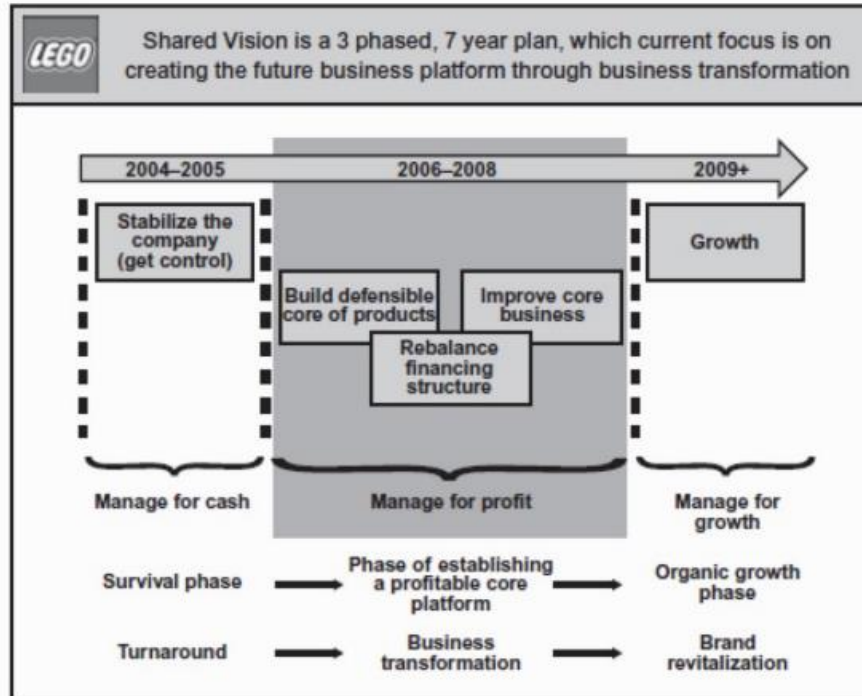 LEGO
Shared Vision is a 3 phased, 7 year plan, which current focus is on
creating the future business platform through business transformation
2004–2005
2006–2008
2009+
Stabilize the
company
(get control)
Growth
Build defensible
core of products
Improve core
business
Rebalance
financing
structure
Manage for cash
Manage for profit
Manage for
growth
Survival phase
Phase of establishing
a profitable core
platform
Organic growth
phase
Turnaround
Business
transformation
Brand
revitalization